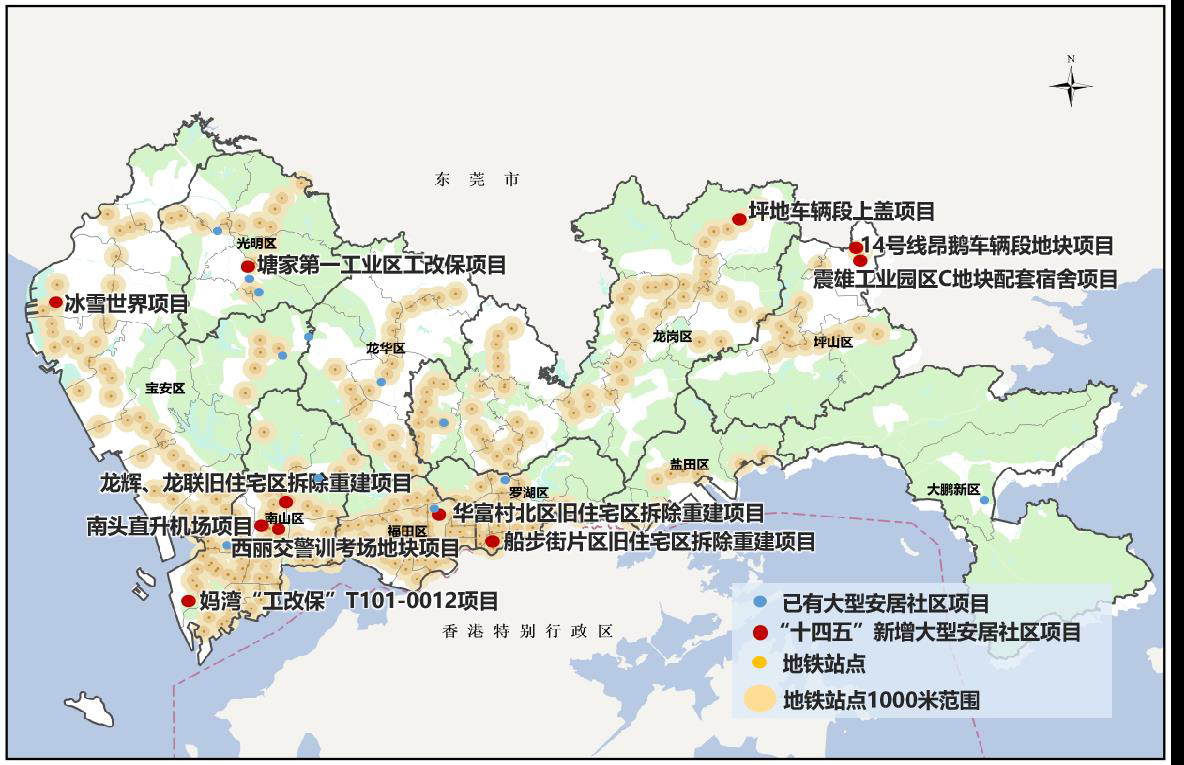 N
东莞市
坪地车辆段上盖项目
光明区
14号线昂鹅车辆段地块项目
塘家第一工业区工改保项目
震雄工业园区C地块配套宿舍项目
冰雪世界项目
龙岗区
坪山区
龙华区
宝安区
盐田区
龙辉、龙联旧住宅区拆除重建项目
罗湖区
大鹏新区
华富村北区旧住宅区拆除重建项目
南头直升机场项目
南山区
福田区
西丽交警训考场地块项目
船步街片区旧住宅区拆除重建项目
妈湾“工改保”T101-0012项目
香港特别行政区
已有大型安居社区项目
“十四五”新增大型安居社区项目
地铁站点
地铁站点1000米范围